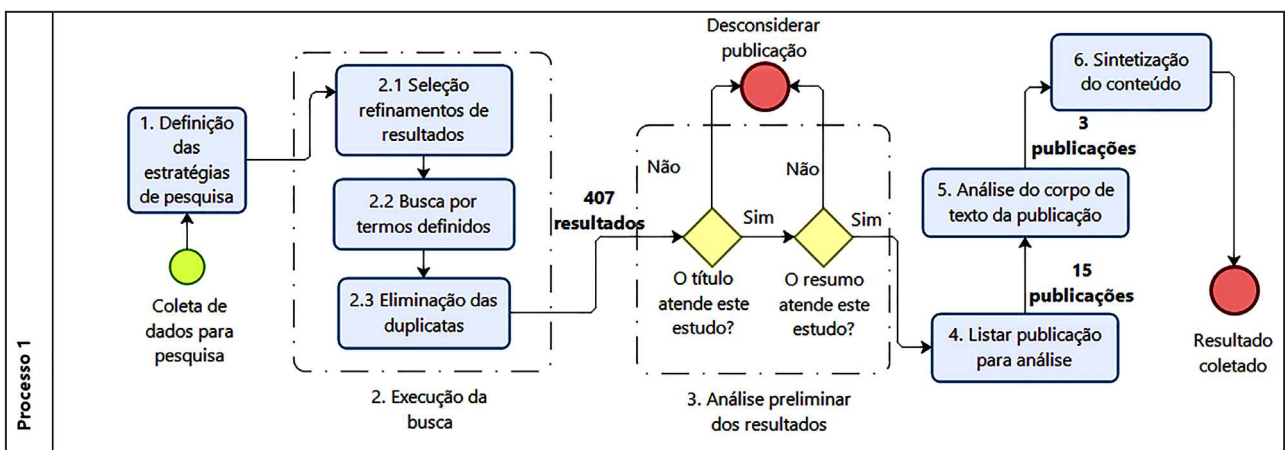 Processo 1
Coleta de
dados para
pesquisa
1. Definição
das
estratégias
de pesquisa
2.1 Seleção
refinamentos de
resultados
2.2 Busca por
termos definidos
2.3 Eliminação das
duplicatas
2. Execução da
busca
407
resultados
Desconsiderar
publicação
Não
Não
Sim
Sim
O título
atende este
estudo?
O resumo
atende este
estudo?
3. Análise preliminar
dos resultados
4. Listar publicação
para análise
15
publicações
5. Análise do corpo de
texto da publicação
3
publicações
6. Sintetização
do conteúdo
Resultado
coletado